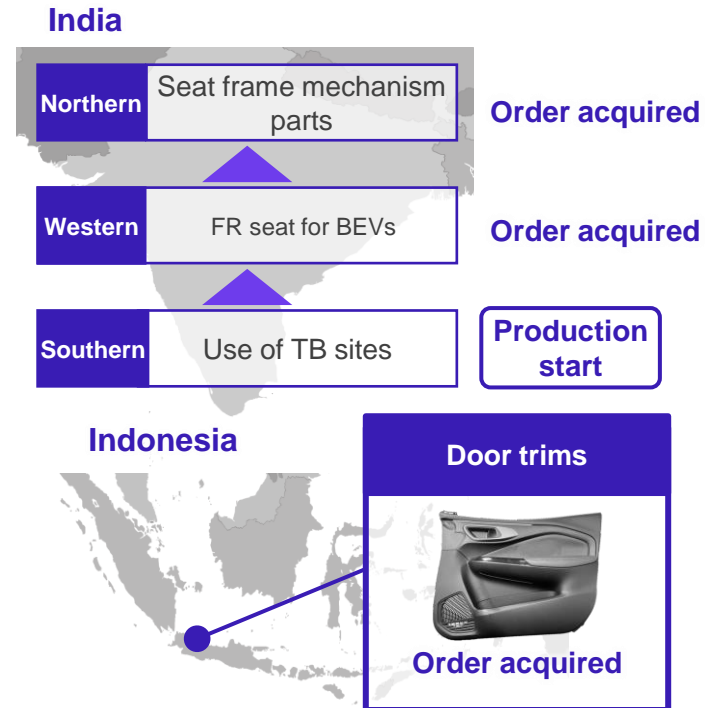 India
Northern
Seat frame mechanism
parts
Order acquired
Western
FR seat for BEVs
Order acquired
Southern
Use of TB sites
Production
start
Indonesia
Door trims
Order acquired